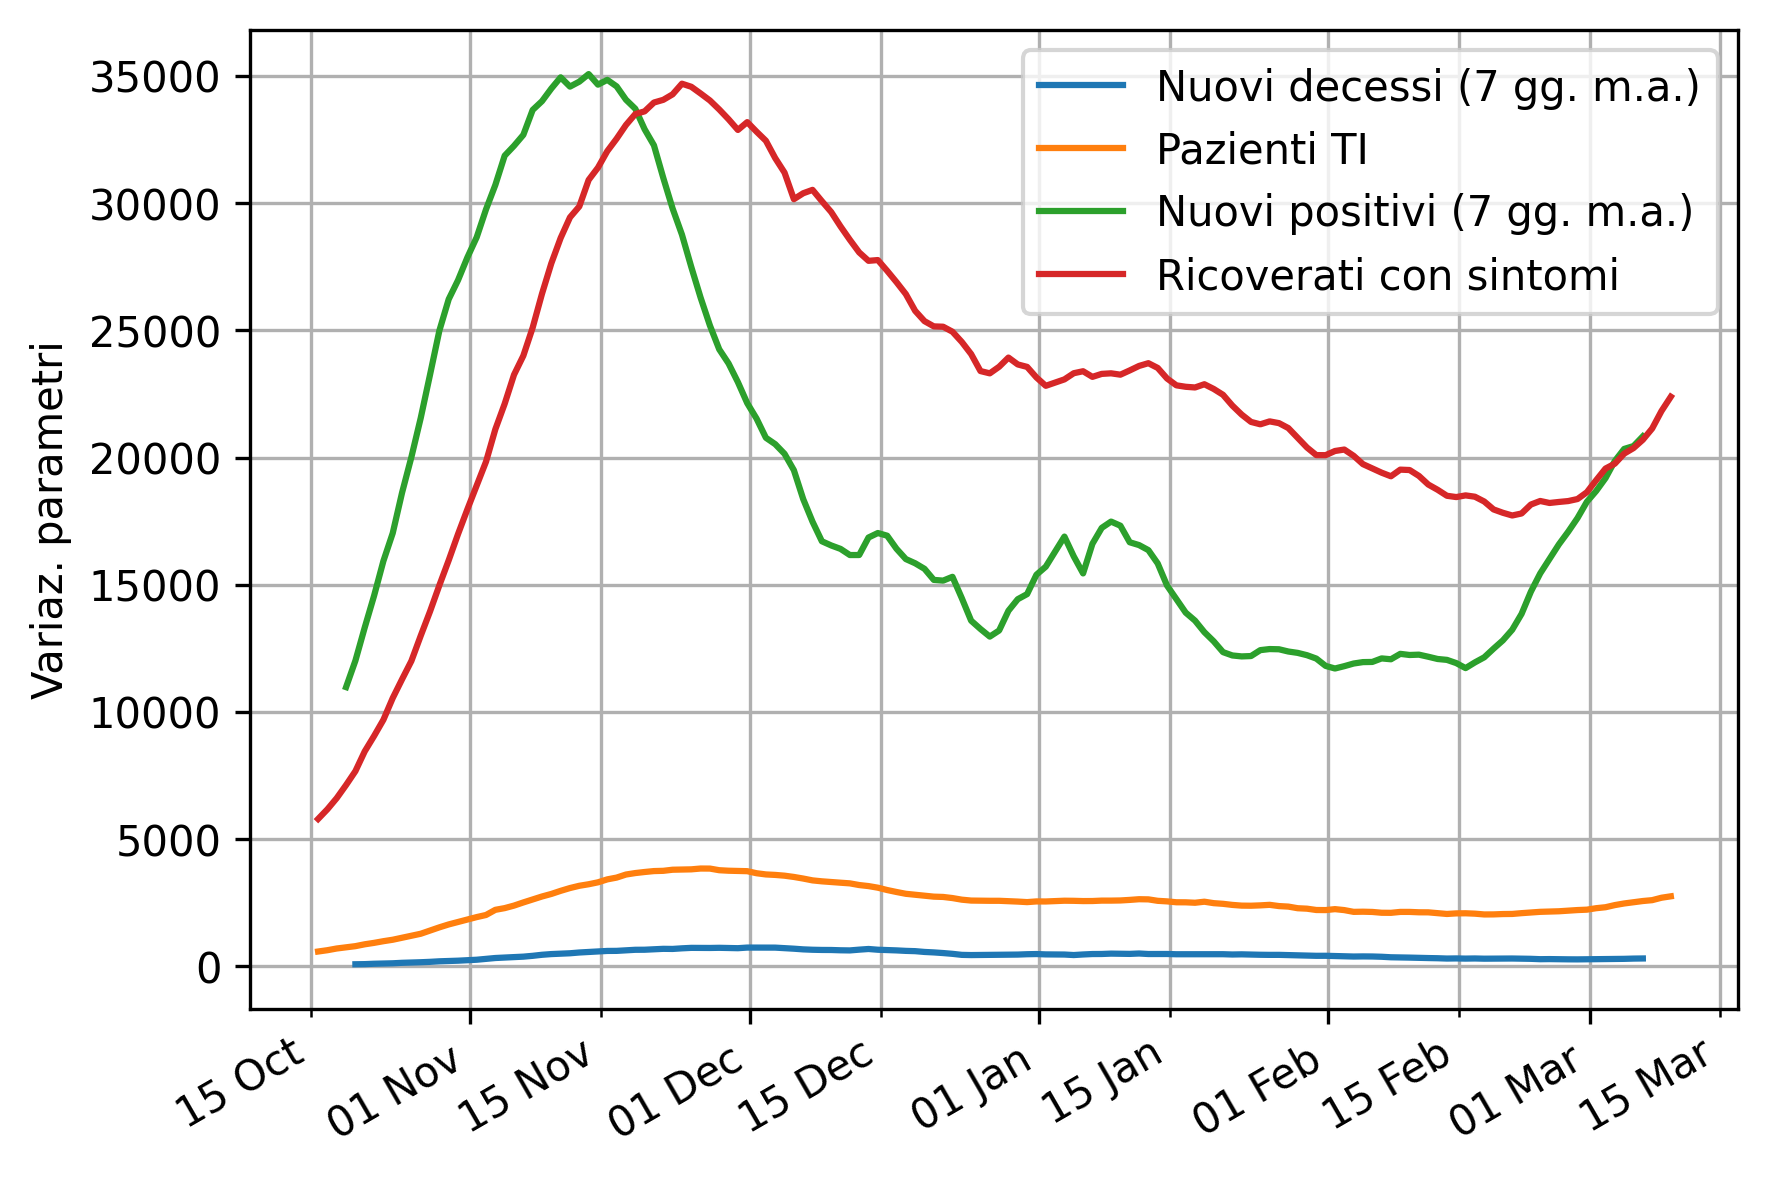 35000
30000
25000
20000
15000
10000
5000
0
Variaz. parametri
Nuovi decessi (7 gg. m.a.)
Pazienti TI
Nuovi positivi (7 gg. m.a.)
Ricoverati con sintomi
15 Oct
01 Nov
15 Nov
01 Dec
15 Dec
01 Jan
15 Jan
01 Feb
15 Feb
01 Mar
15 Mar